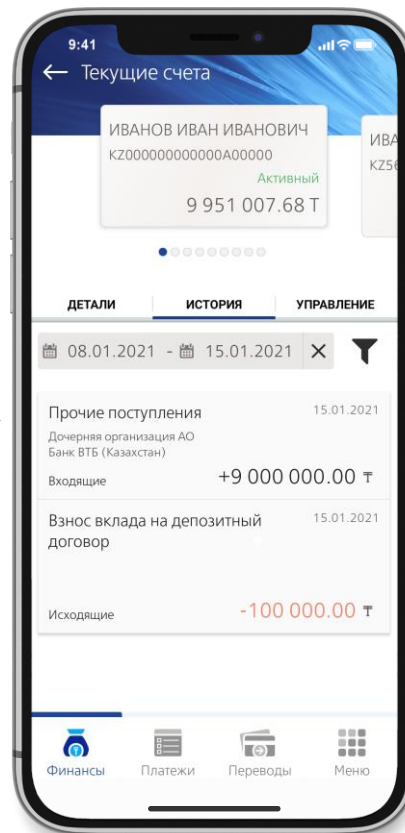 9:41
Текущие счета
ИВАНОВ ИВАН ИВАНОВИЧ
KZ000000000000A00000
Активный
9 951 007.68 Т
ИВА
KZ56
ДЕТАЛИ
ИСТОРИЯ
УПРАВЛЕНИЕ
08.01.2021 - 15.01.2021 X
Прочие поступления
15.01.2021
Дочерняя организация АО
Банк ВТБ (Казахстан)
Входящие
+9 000 000.00 ₸
Взнос вклада на депозитный
15.01.2021
договор
Исходящие
-100 000.00 ₸
Финансы
Платежи
Переводы
Меню